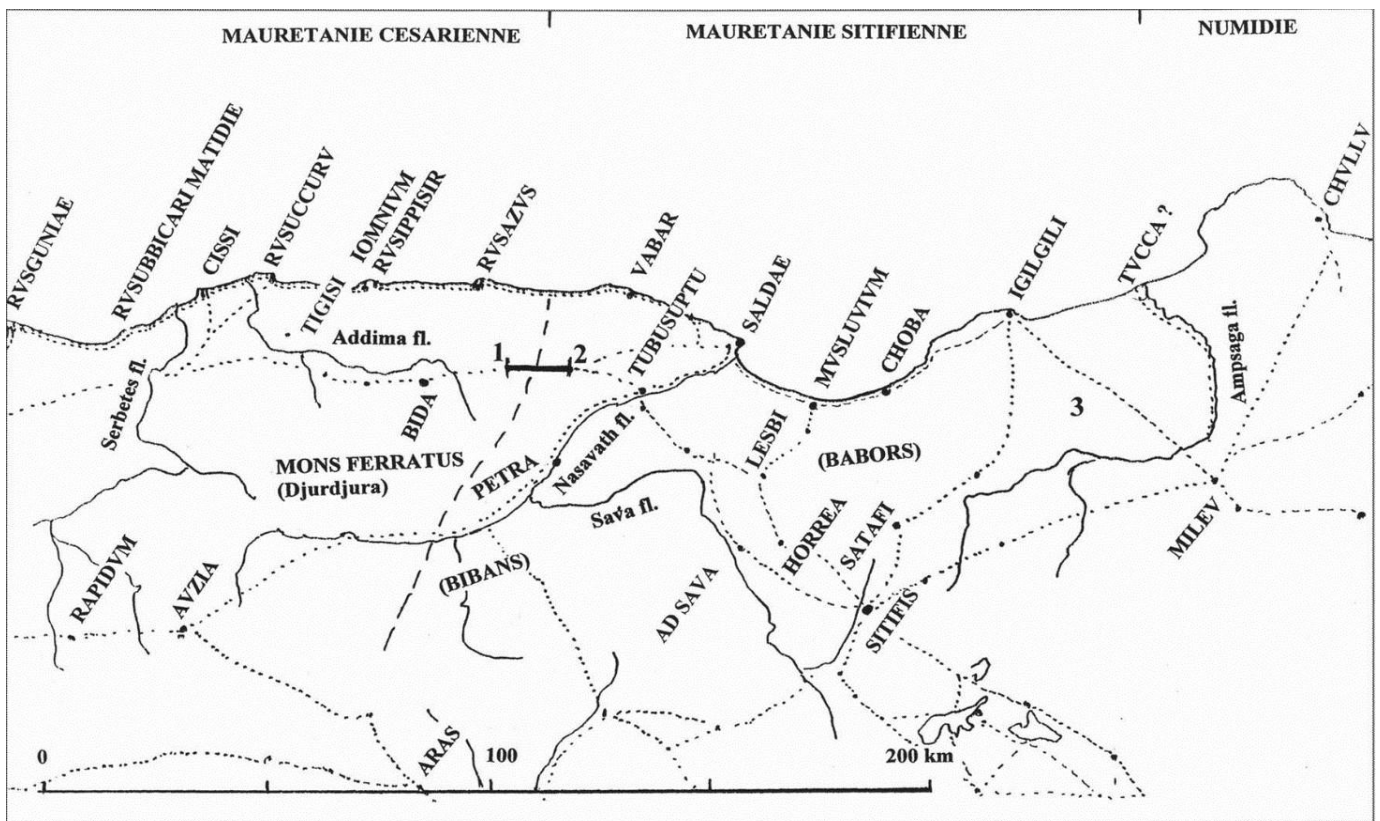 MAURETANIE CESARIENNE
MAURETANIE SITIFIENNE
NUMIDIE
RVSGUNIAE
RVSUBBICARI MATIDIE
CISSI
RVSUCCURV
TIGISI
IOMNIVM
RVSIPPISIR
RVSAZVS
VABAR
TUBUSUPTU
SALDAE
MVSLUVIVM
CHOBA
IGILGILI
TVCCA ?
CHVLLV
Addima fl.
1
2
3
Serbetes fl.
BIDA
MONS FERRATUS
(Djurdjura)
PETRA
Nasavath fl.
Sava fl.
LESBI
(BABORS)
Ampsaga fl.
MILEV
HORREA
SATAFI
SITIFIS
(BIBANS)
AD SAVA
RAPIDVM
AVZIA
ARAS
0
100
200 km